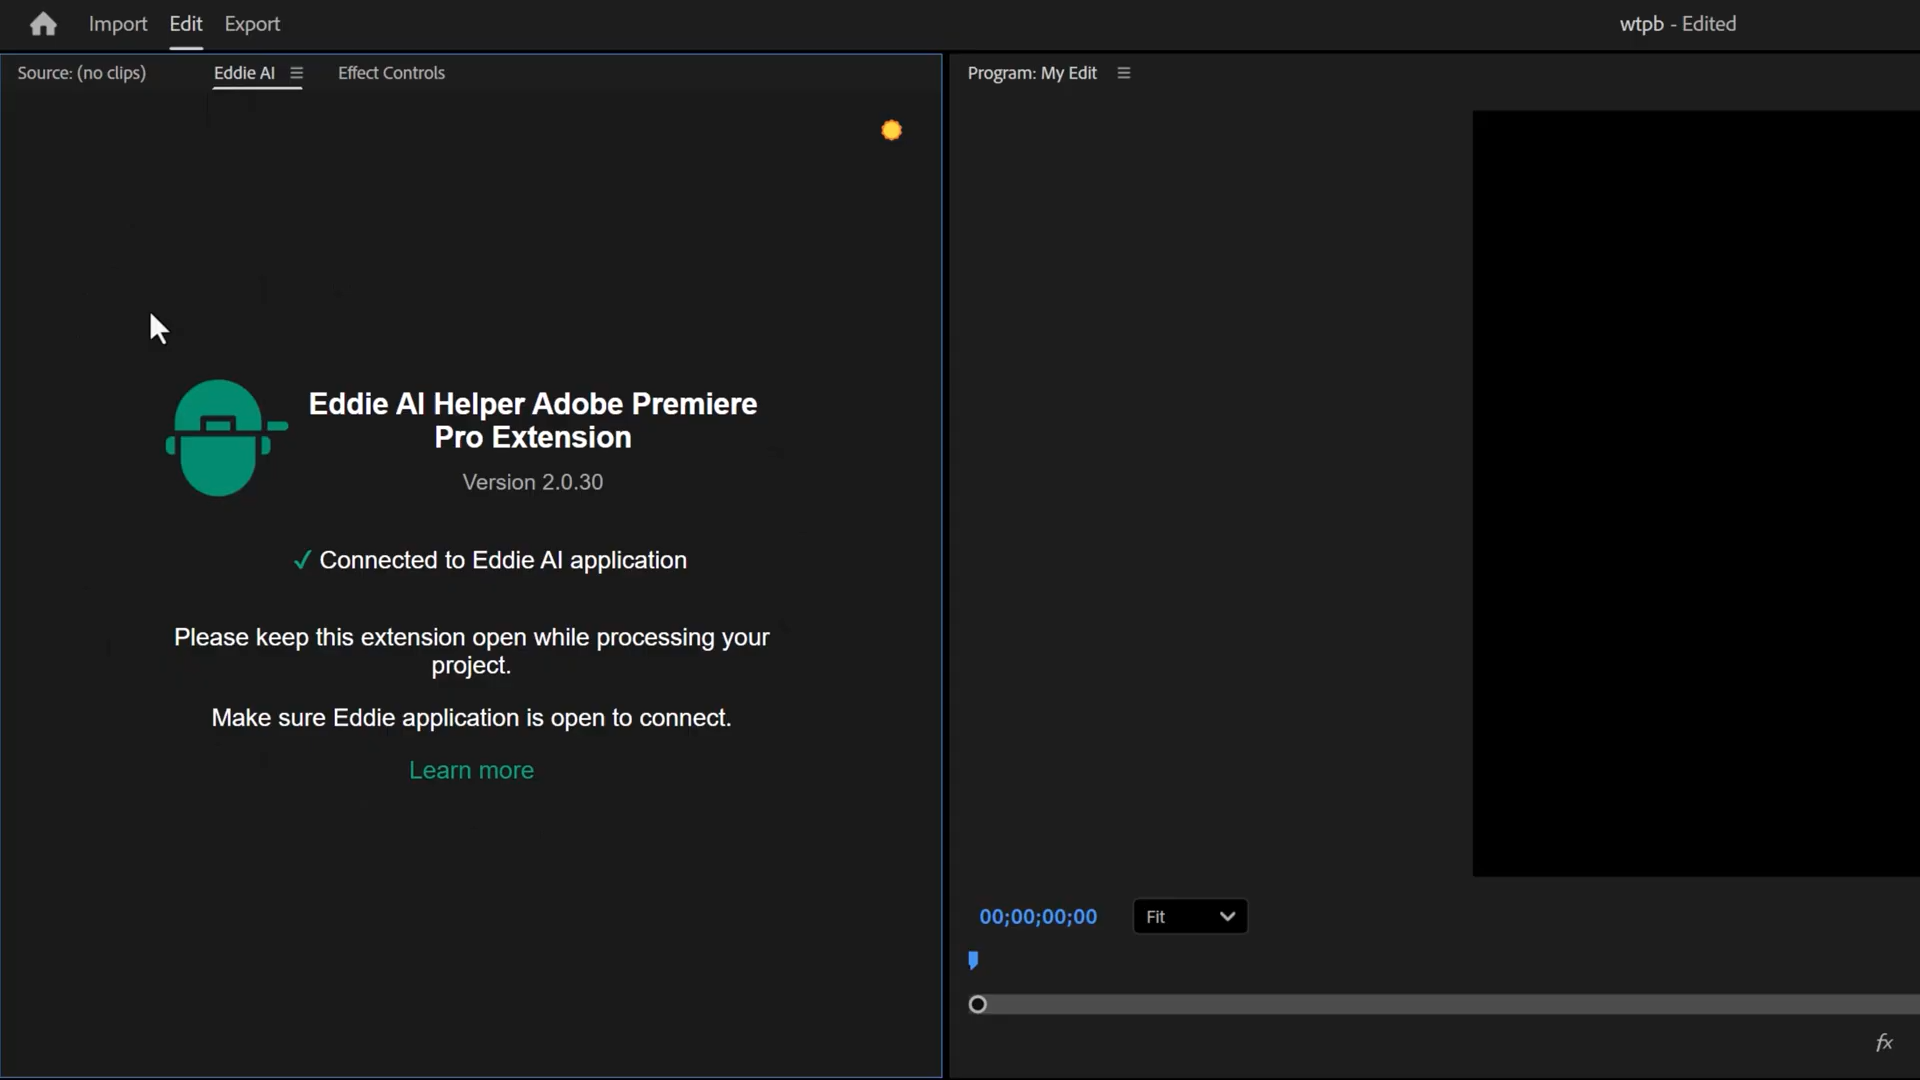 Import Edit Export
wtpb - Edited
Source: (no clips) Eddie AI Effect Controls
Program: My Edit
Eddie AI Helper Adobe Premiere
Pro Extension
Version 2.0.30
✓ Connected to Eddie AI application
Please keep this extension open while processing your
project.
Make sure Eddie application is open to connect.
Learn more
00;00;00;00 Fit
fx